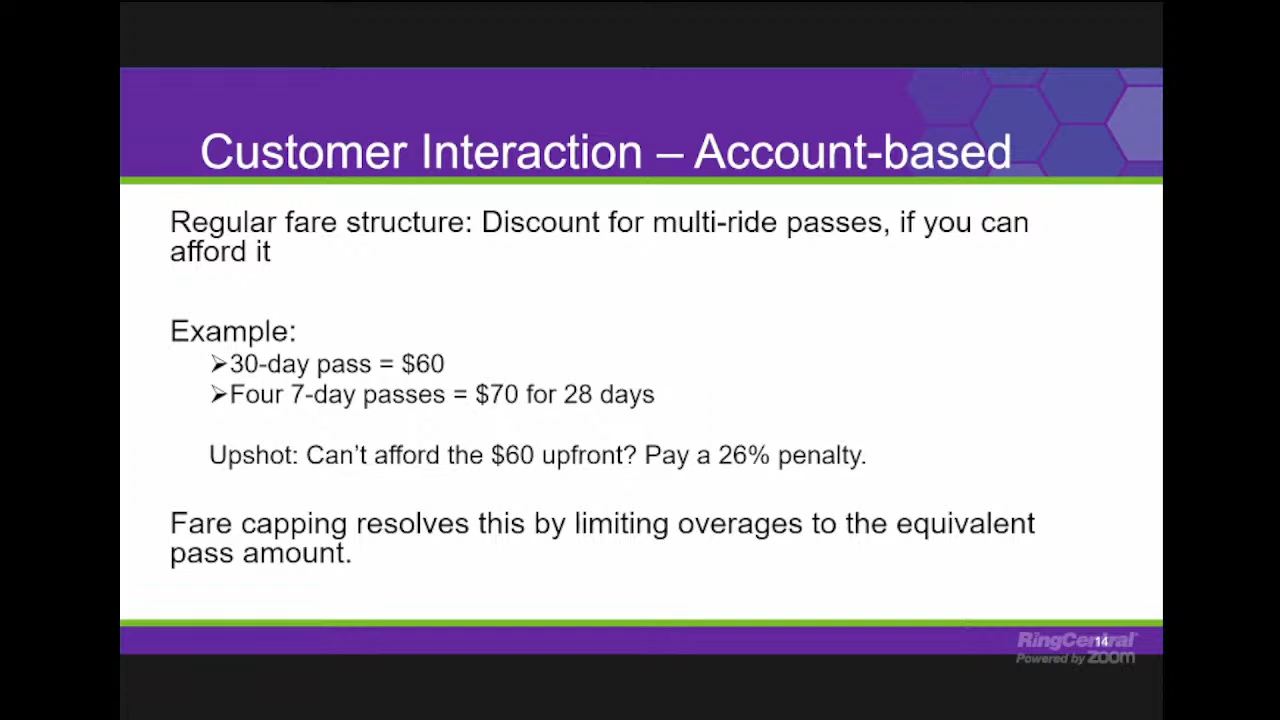 Customer Interaction – Account-based
Regular fare structure: Discount for multi-ride passes, if you can
afford it
Example:
➢30-day pass = $60
➢Four 7-day passes = $70 for 28 days
Upshot: Can’t afford the $60 upfront? Pay a 26% penalty.
Fare capping resolves this by limiting overages to the equivalent
pass amount.
RingCentral
14
Powered by zoom